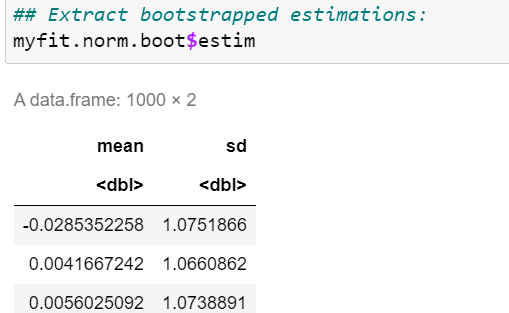 ## Extract bootstrapped estimations:
myfit.norm.boot$estim
A data.frame: 1000 × 2
mean sd
<dbl> <dbl>
-0.0285352258 1.0751866
0.0041667242 1.0660862
0.0056025092 1.0738891